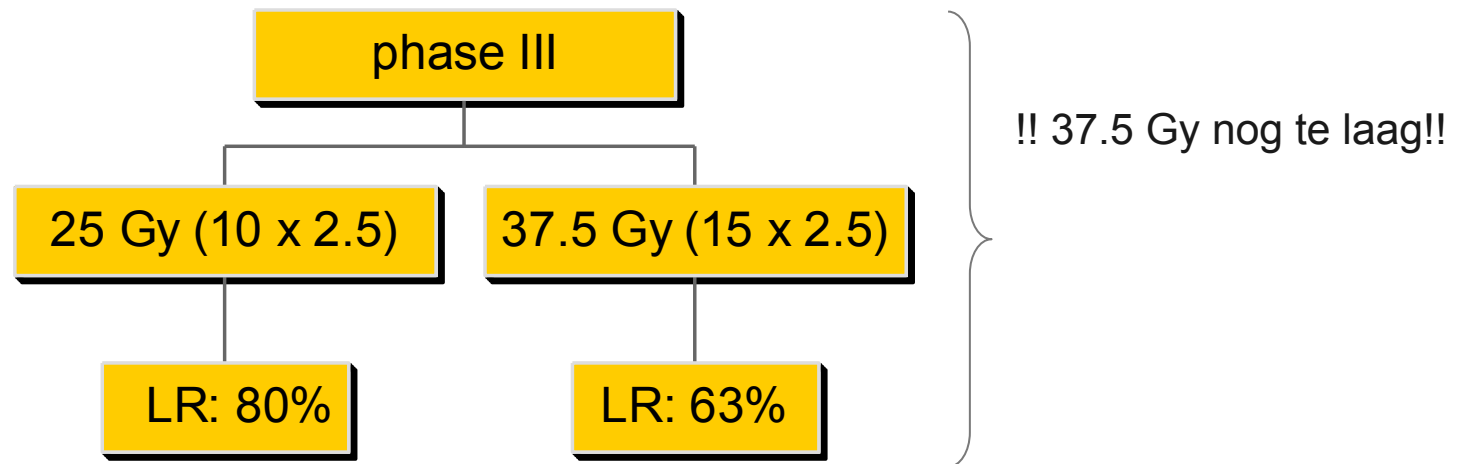 phase III
!! 37.5 Gy nog te laag!!
25 Gy (10 x 2.5)
37.5 Gy (15 x 2.5)
LR: 80%
LR: 63%